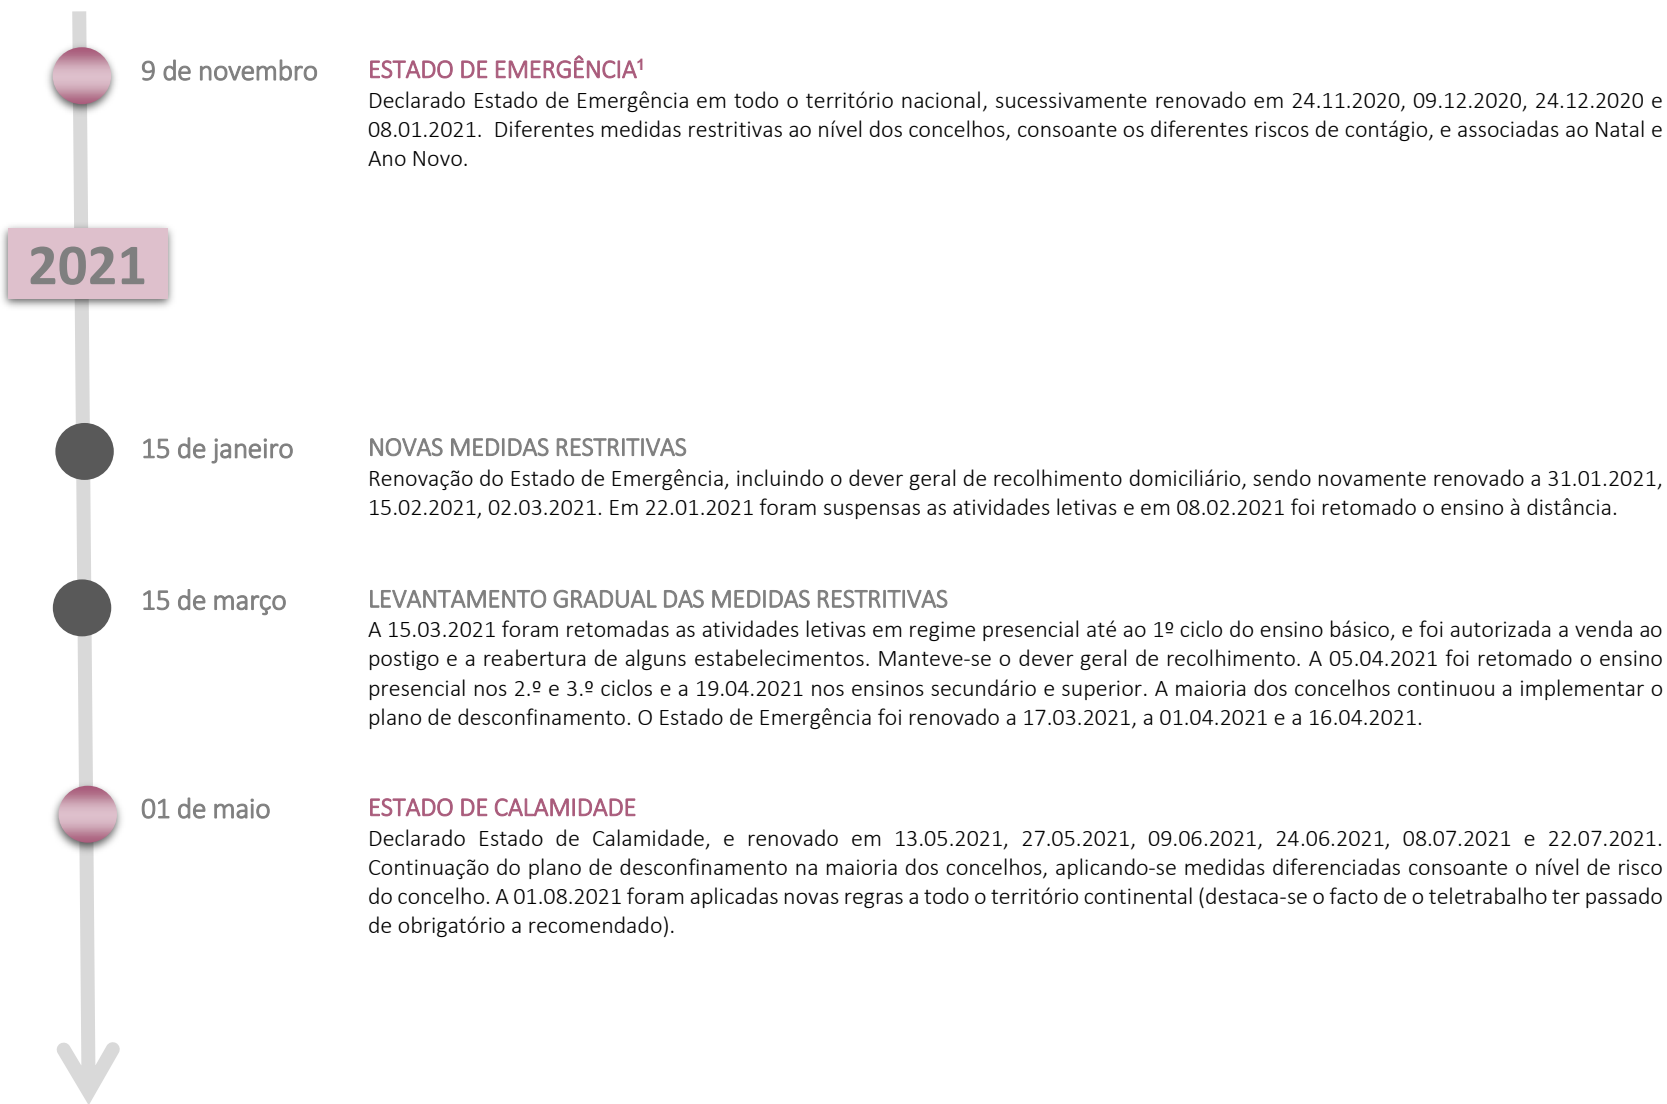 9 de novembro
ESTADO DE EMERGÊNCIA¹
Declarado Estado de Emergência em todo o território nacional, sucessivamente renovado em 24.11.2020, 09.12.2020, 24.12.2020 e
08.01.2021. Diferentes medidas restritivas ao nível dos concelhos, consoante os diferentes riscos de contágio, e associadas ao Natal e
Ano Novo.
2021
15 de janeiro
NOVAS MEDIDAS RESTRITIVAS
Renovação do Estado de Emergência, incluindo o dever geral de recolhimento domiciliário, sendo novamente renovado a 31.01.2021,
15.02.2021, 02.03.2021. Em 22.01.2021 foram suspensas as atividades letivas e em 08.02.2021 foi retomado o ensino à distância.
15 de março
LEVANTAMENTO GRADUAL DAS MEDIDAS RESTRITIVAS
A 15.03.2021 foram retomadas as atividades letivas em regime presencial até ao 1º ciclo do ensino básico, e foi autorizada a venda ao
postigo e a reabertura de alguns estabelecimentos. Manteve-se o dever geral de recolhimento. A 05.04.2021 foi retomado o ensino
presencial nos 2.º e 3.º ciclos e a 19.04.2021 nos ensinos secundário e superior. A maioria dos concelhos continuou a implementar o
plano de desconfinamento. O Estado de Emergência foi renovado a 17.03.2021, a 01.04.2021 e a 16.04.2021.
01 de maio
ESTADO DE CALAMIDADE
Declarado Estado de Calamidade, e renovado em 13.05.2021, 27.05.2021, 09.06.2021, 24.06.2021, 08.07.2021 e 22.07.2021.
Continuação do plano de desconfinamento na maioria dos concelhos, aplicando-se medidas diferenciadas consoante o nível de risco
do concelho. A 01.08.2021 foram aplicadas novas regras a todo o território continental (destaca-se o facto de o teletrabalho ter passado
de obrigatório a recomendado).